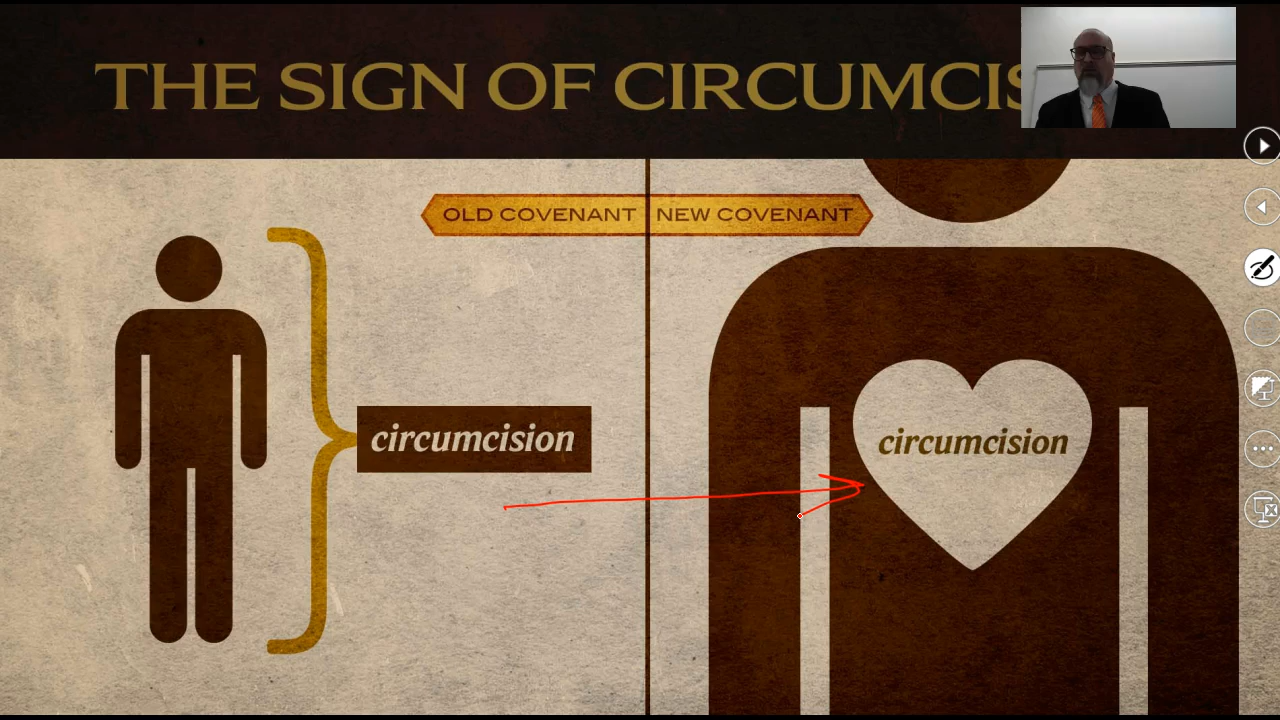 THE SIGN OF CIRCUMCIS
OLD COVENANT NEW COVENANT
circumcision
circumcision